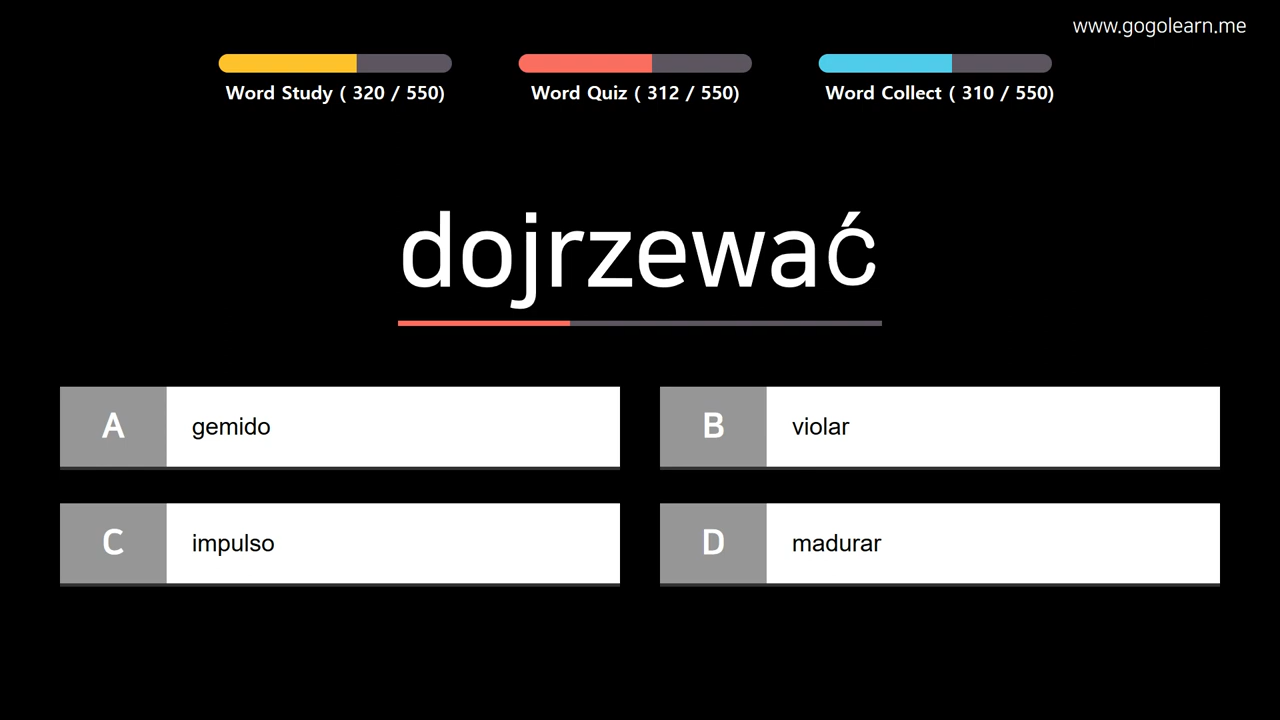 www.gogolearn.me
Word Study ( 320 / 550)
Word Quiz ( 312 / 550)
Word Collect ( 310 / 550)
dojrzewać
A gemido
B violar
C impulso
D madurar